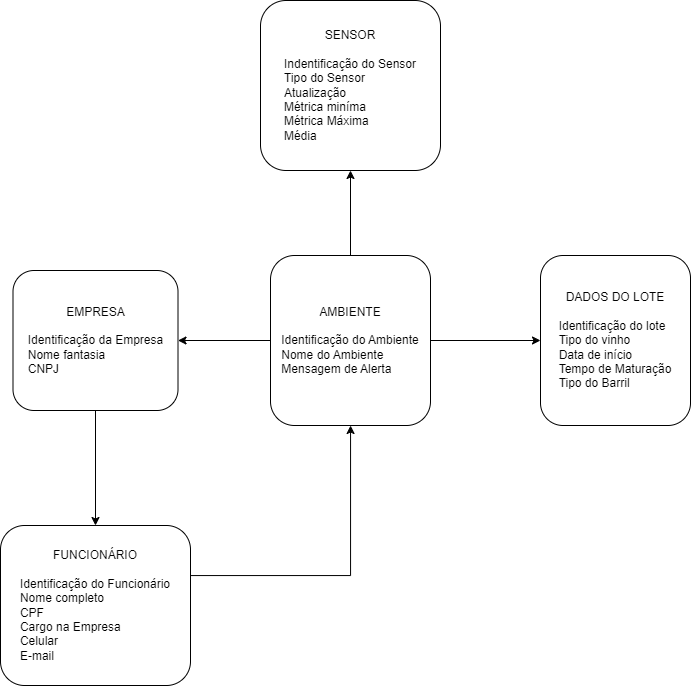 SENSOR
Indentificação do Sensor
Tipo do Sensor
Atualização
Métrica miníma
Métrica Máxima
Média
EMPRESA
Identificação da Empresa
Nome fantasia
CNPJ
AMBIENTE
Identificação do Ambiente
Nome do Ambiente
Mensagem de Alerta
DADOS DO LOTE
Identificação do lote
Tipo do vinho
Data de início
Tempo de Maturação
Tipo do Barril
FUNCIONÁRIO
Identificação do Funcionário
Nome completo
CPF
Cargo na Empresa
Celular
E-mail